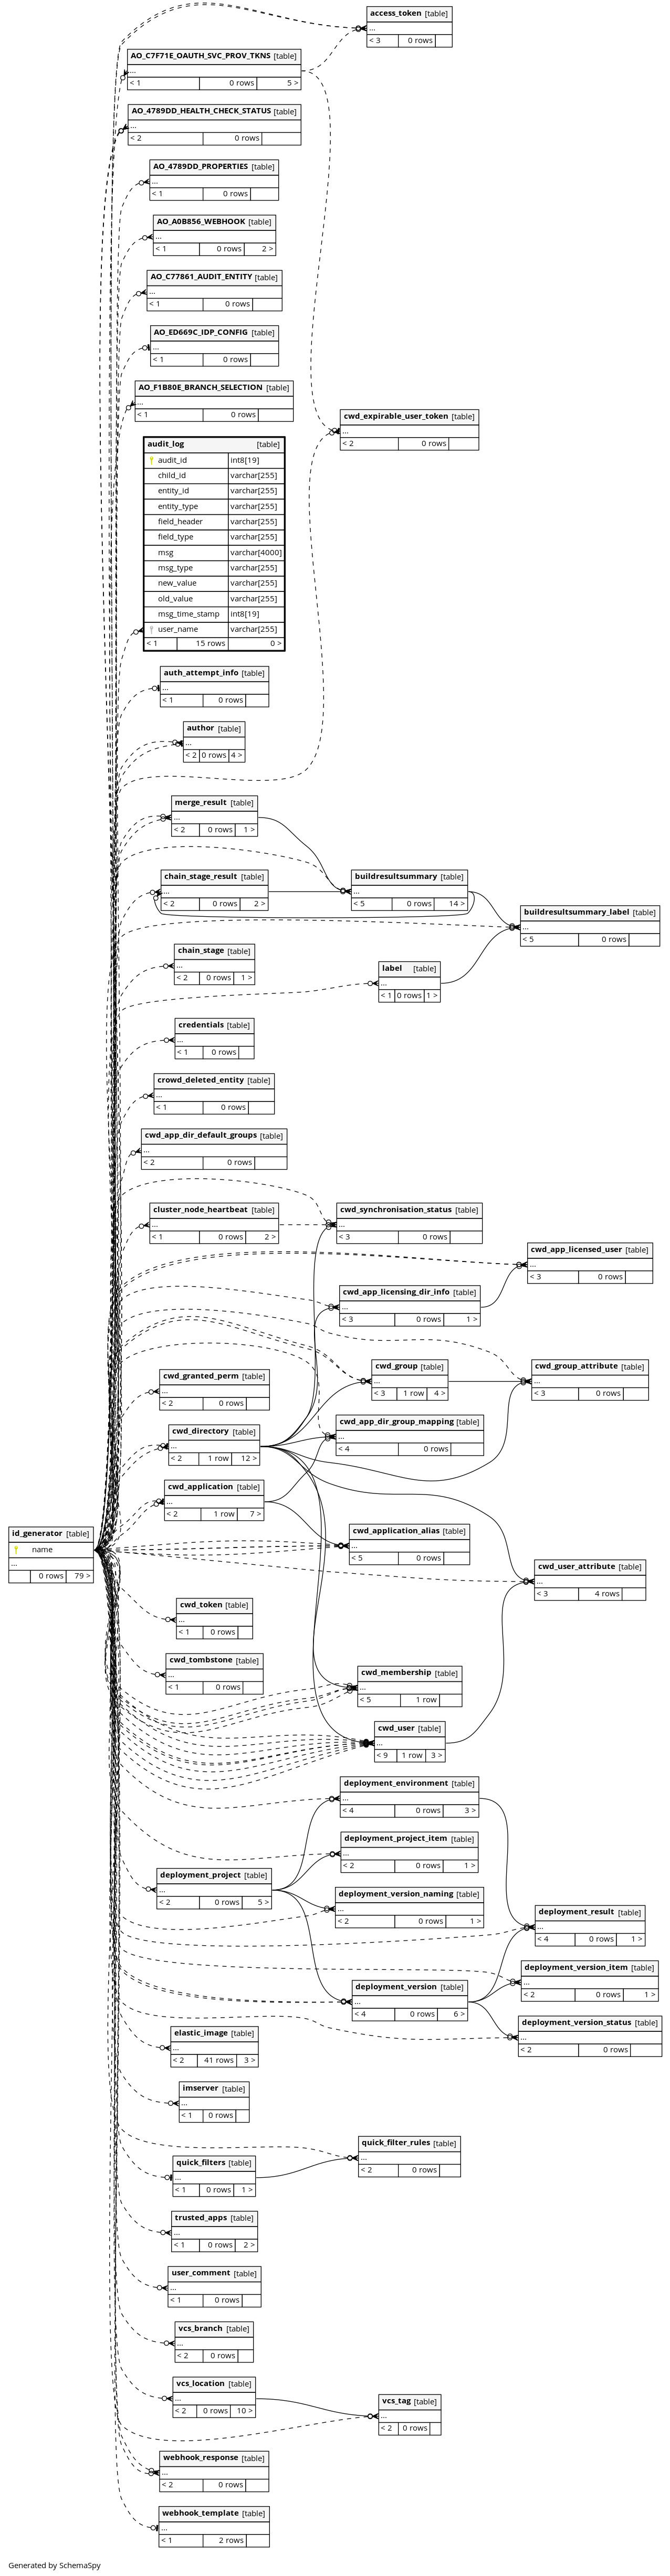 access_token [table]
...
< 3 0 rows
AO_C7F71E_OAUTH_SVC_PROV_TKNS [table]
...
< 1 0 rows 5 >
AO_4789DD_HEALTH_CHECK_STATUS [table]
...
< 2 0 rows
AO_4789DD_PROPERTIES [table]
...
< 1 0 rows
AO_A0B856_WEBHOOK [table]
...
< 1 0 rows 2 >
AO_C77861_AUDIT_ENTITY [table]
...
< 1 0 rows
AO_ED669C_IDP_CONFIG [table]
...
< 1 0 rows
AO_F1B80E_BRANCH_SELECTION [table]
...
< 1 0 rows
cwd_expirable_user_token [table]
...
< 2 0 rows
audit_log [table]
audit_id int8[19]
child_id varchar[255]
entity_id varchar[255]
entity_type varchar[255]
field_header varchar[255]
field_type varchar[255]
msg varchar[4000]
msg_type varchar[255]
new_value varchar[255]
old_value varchar[255]
msg_time_stamp int8[19]
user_name varchar[255]
< 1 15 rows 0 >
auth_attempt_info [table]
...
< 1 0 rows
author [table]
...
< 2 0 rows 4 >
merge_result [table]
...
< 2 0 rows 1 >
chain_stage_result [table]
...
< 2 0 rows 2 >
buildresultsummary [table]
...
< 5 0 rows 14 >
buildresultsummary_label [table]
...
< 5 0 rows
chain_stage [table]
...
< 2 0 rows 1 >
label [table]
...
< 1 0 rows 1 >
credentials [table]
...
< 1 0 rows
crowd_deleted_entity [table]
...
< 1 0 rows
cwd_app_dir_default_groups [table]
...
< 2 0 rows
cluster_node_heartbeat [table]
...
< 1 0 rows 2 >
cwd_synchronisation_status [table]
...
< 3 0 rows
cwd_app_licensed_user [table]
...
< 3 0 rows
cwd_app_licensing_dir_info [table]
...
< 3 0 rows 1 >
cwd_group [table]
...
< 3 1 row 4 >
cwd_group_attribute [table]
...
< 3 0 rows
cwd_granted_perm [table]
...
< 2 0 rows
cwd_directory [table]
...
< 2 1 row 12 >
cwd_app_dir_group_mapping [table]
...
< 4 0 rows
cwd_application [table]
...
< 2 1 row 7 >
id_generator [table]
name
...
0 rows 79 >
cwd_application_alias [table]
...
< 5 0 rows
cwd_user_attribute [table]
...
< 3 4 rows
cwd_token [table]
...
< 1 0 rows
cwd_tombstone [table]
...
< 1 0 rows
cwd_membership [table]
...
< 5 1 row
cwd_user [table]
...
< 9 1 row 3 >
deployment_environment [table]
...
< 4 0 rows 3 >
deployment_project_item [table]
...
< 2 0 rows 1 >
deployment_project [table]
...
< 2 0 rows 5 >
deployment_version_naming [table]
...
< 2 0 rows 1 >
deployment_result [table]
...
< 4 0 rows 1 >
deployment_version_item [table]
...
< 2 0 rows 1 >
deployment_version [table]
...
< 4 0 rows 6 >
deployment_version_status [table]
...
< 2 0 rows
elastic_image [table]
...
< 2 41 rows 3 >
imserver [table]
...
< 1 0 rows
quick_filter_rules [table]
...
< 2 0 rows
quick_filters [table]
...
< 1 0 rows 1 >
trusted_apps [table]
...
< 1 0 rows 2 >
user_comment [table]
...
< 1 0 rows
vcs_branch [table]
...
< 2 0 rows
vcs_location [table]
...
< 2 0 rows 10 >
vcs_tag [table]
...
< 2 0 rows
webhook_response [table]
...
< 2 0 rows
webhook_template [table]
...
< 1 2 rows
Generated by SchemaSpy